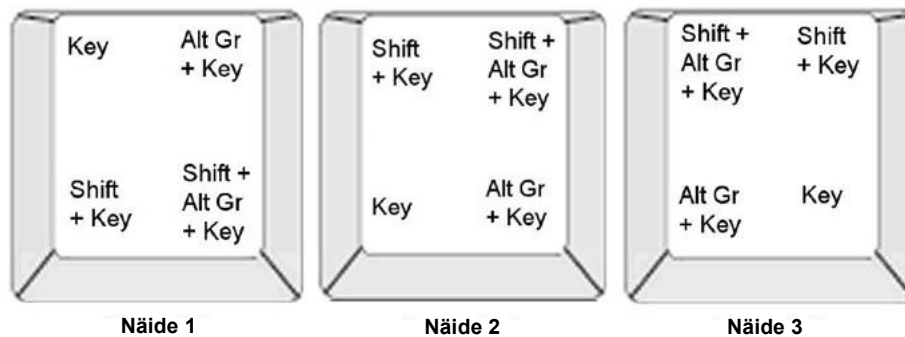 Key
Alt Gr
+ Key
Shift
+ Key
Shift +
Alt Gr
+ Key
Näide 1
Shift
+ Key
Shift +
Alt Gr
+ Key
Key
Alt Gr
+ Key
Näide 2
Shift +
Alt Gr
+ Key
Shift
+ Key
Alt Gr
+ Key
Key
Näide 3